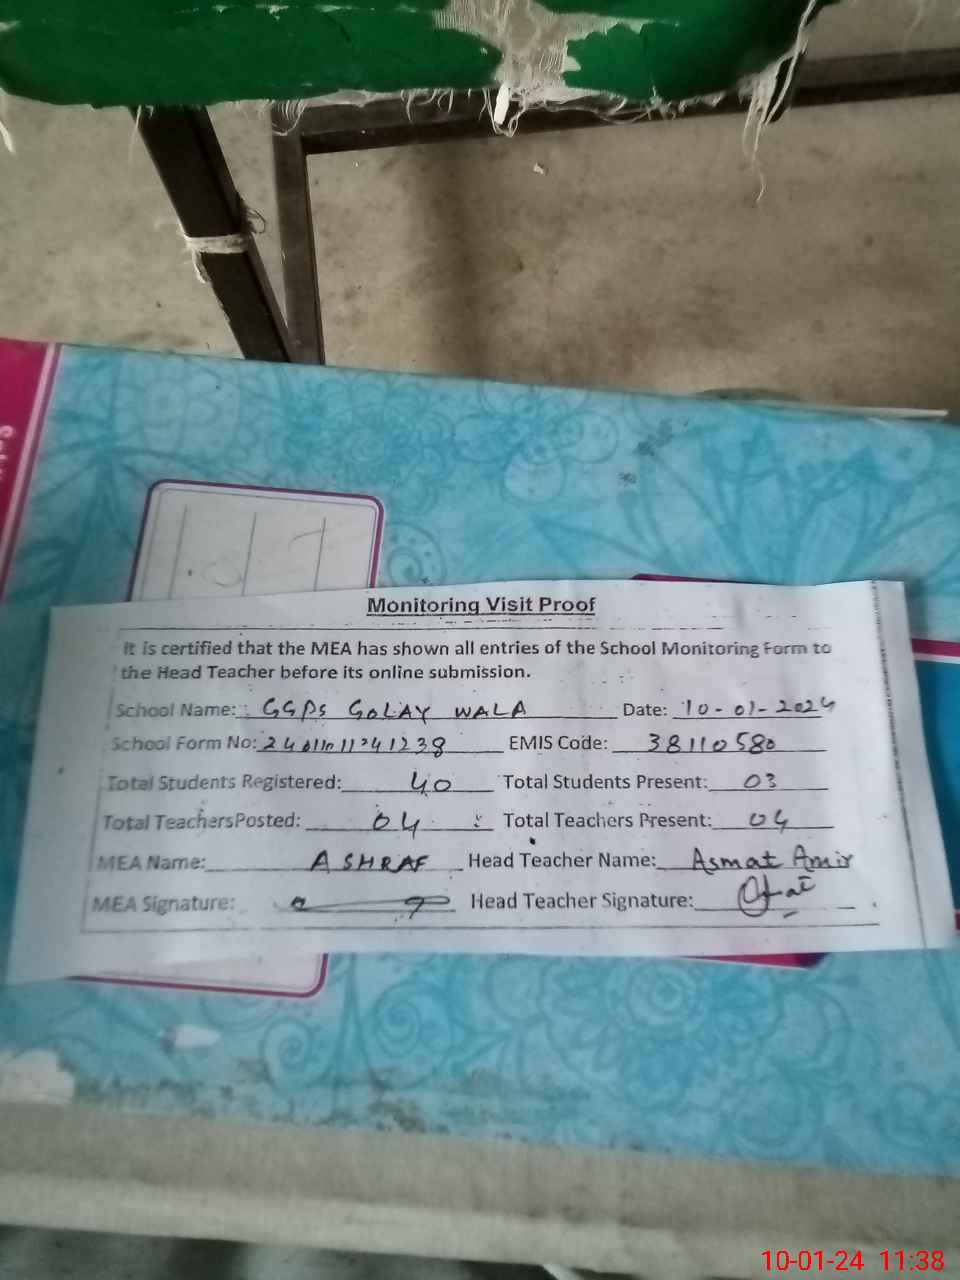 Monitoring Visit Proof
It is certified that the MEA has shown all entries of the School Monitoring Form to
the Head Teacher before its online submission.
School Name: GGPS GOLAY WALA Date: 10-01-2024
School Form No: EMIS Code: 38110580
Total Students Registered: 40 Total Students Present: 03
Total TeachersPosted: 04 Total Teachers Present: 04
MEA Name: ASHRAF Head Teacher Name: Asmat Amir
MEA Signature: Head Teacher Signature:
10-01-24 11:38